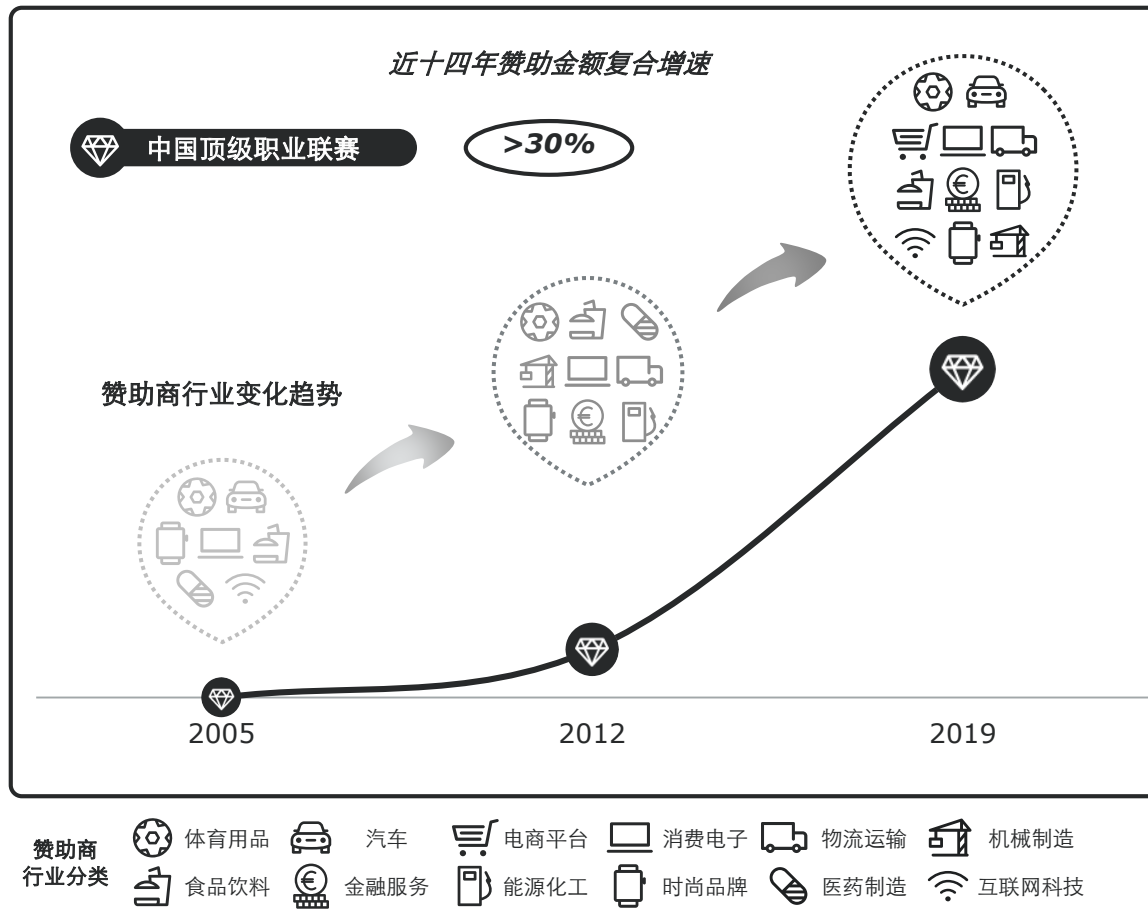 近十四年赞助金额复合增速
中国顶级职业联赛
>30%
赞助商行业变化趋势
2005
2012
2019
赞助商
行业分类
体育用品 汽车 电商平台 消费电子 物流运输 机械制造
食品饮料 金融服务 能源化工 时尚品牌 医药制造 互联网科技